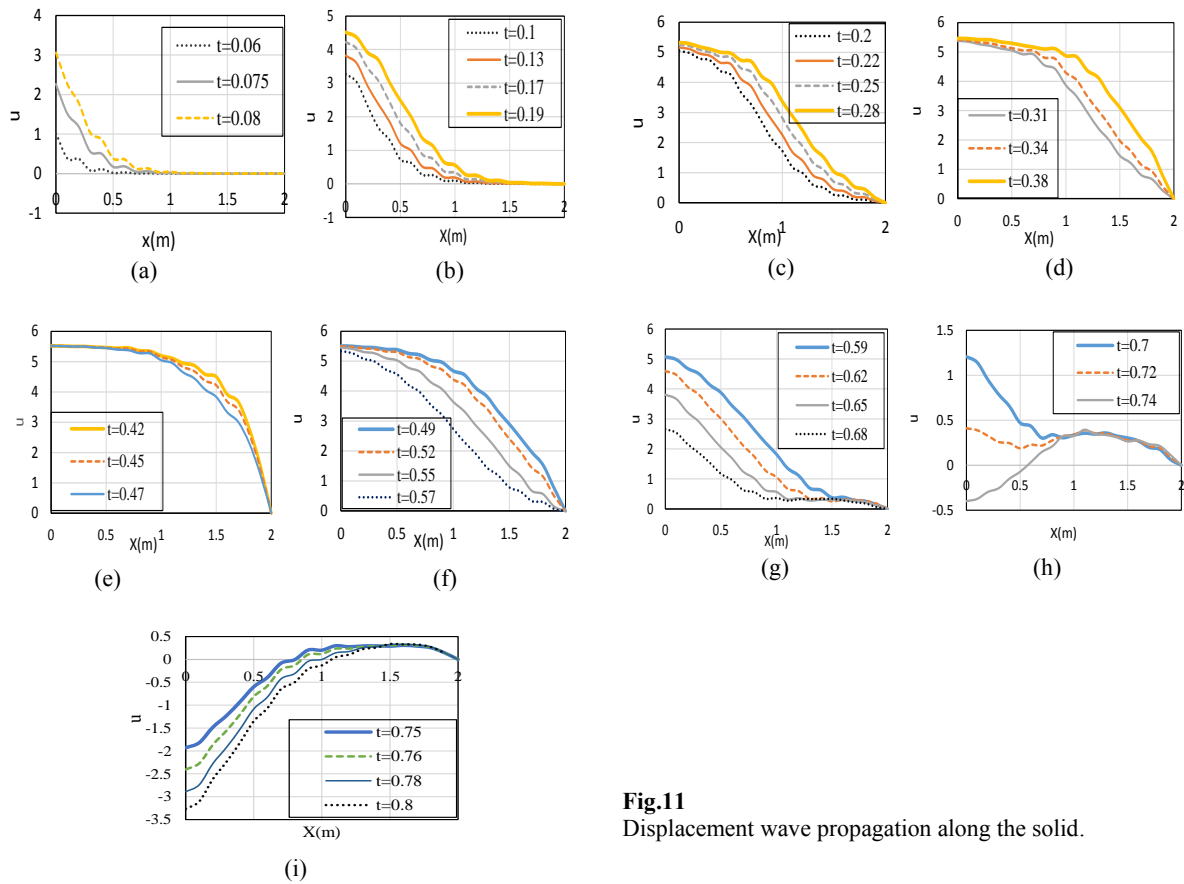 4
3
2
1
0
-1
u
0
0.5
1
1.5
2
x(m)
t=0.06
t=0.075
t=0.08
(a)
5
4
3
2
1
0
-1
u
0
0.5
1
1.5
2
X(m)
t=0.1
t=0.13
t=0.17
t=0.19
(b)
6
5
4
3
2
1
0
u
0
0.5
1
1.5
2
X(m)
t=0.2
t=0.22
t=0.25
t=0.28
(c)
6
5
4
3
2
1
0
u
0
0.5
1
1.5
2
X(m)
t=0.31
t=0.34
t=0.38
(d)
6
5
4
3
2
1
0
u
0
0.5
1
1.5
2
X(m)
t=0.42
t=0.45
t=0.47
(e)
6
5
4
3
2
1
0
u
0
0.5
1
1.5
2
X(m)
t=0.49
t=0.52
t=0.55
t=0.57
(f)
6
5
4
3
2
1
0
u
0
0.5
1
1.5
2
X(m)
t=0.59
t=0.62
t=0.65
t=0.68
(g)
1.5
1
0.5
0
-0.5
u
0
0.5
1
1.5
2
X(m)
t=0.7
t=0.72
t=0.74
(h)
0.5
0
-0.5
-1
-1.5
-2
-2.5
-3
-3.5
u
0
0.5
1
1.5
2
X(m)
t=0.75
t=0.76
t=0.78
t=0.8
(i)
Fig.11
Displacement wave propagation along the solid.